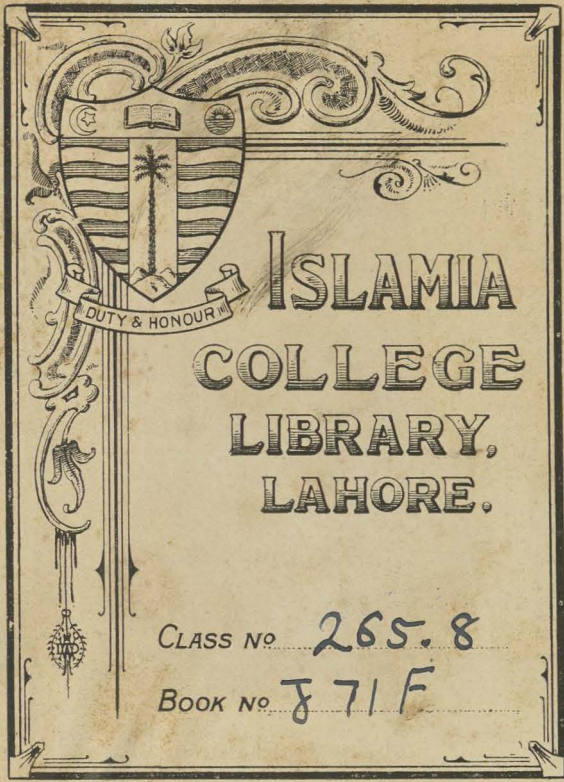 DUTY & HONOUR
ISLAMIA
COLLEGE
LIBRARY,
LAHORE.
CLASS No 265.8
BOOK No J71F